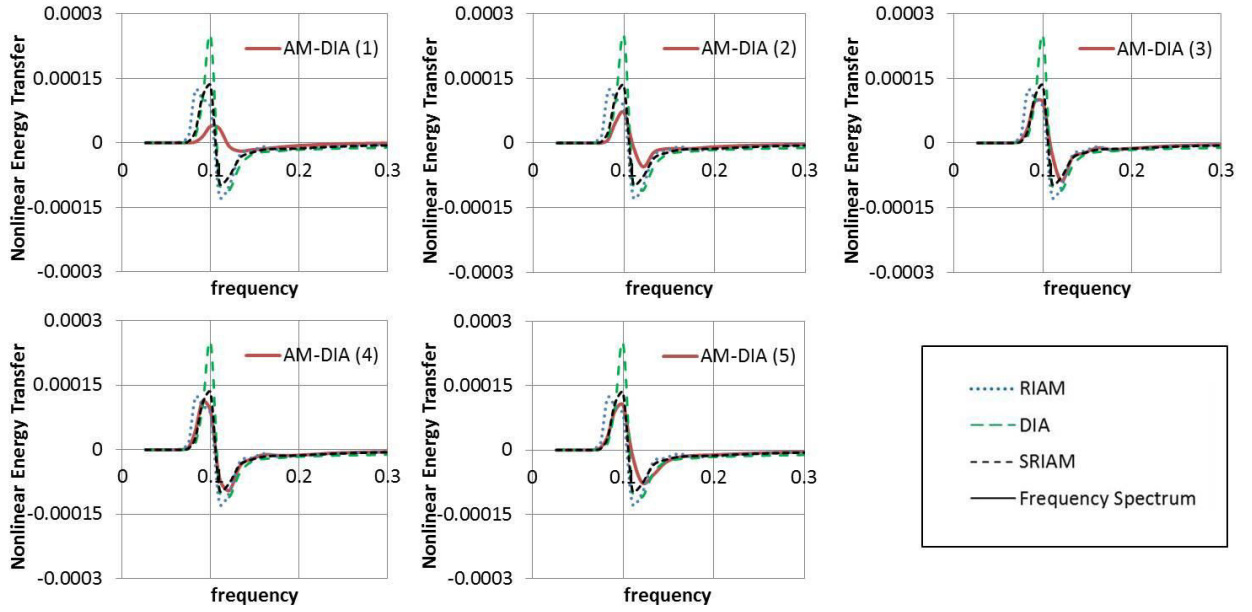 0.0003
0.00015
0
-0.00015
-0.0003
0
0.1
0.2
0.3
Nonlinear Energy Transfer
frequency
AM-DIA (1)
0.0003
0.00015
0
-0.00015
-0.0003
0
0.1
0.2
0.3
Nonlinear Energy Transfer
frequency
AM-DIA (2)
0.0003
0.00015
0
-0.00015
-0.0003
0
0.1
0.2
0.3
Nonlinear Energy Transfer
frequency
AM-DIA (3)
0.0003
0.00015
0
-0.00015
-0.0003
0
0.1
0.2
0.3
Nonlinear Energy Transfer
frequency
AM-DIA (4)
0.0003
0.00015
0
-0.00015
-0.0003
0
0.1
0.2
0.3
Nonlinear Energy Transfer
frequency
AM-DIA (5)
RIAM
DIA
SRIAM
Frequency Spectrum